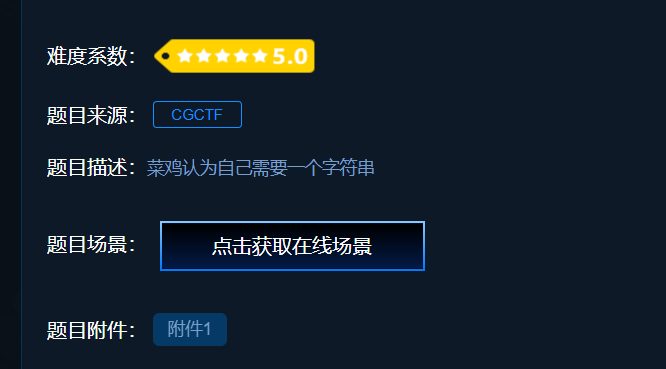 难度系数： 5.0
题目来源： CGCTF
题目描述：菜鸡认为自己需要一个字符串
题目场景： 点击获取在线场景
题目附件： 附件1